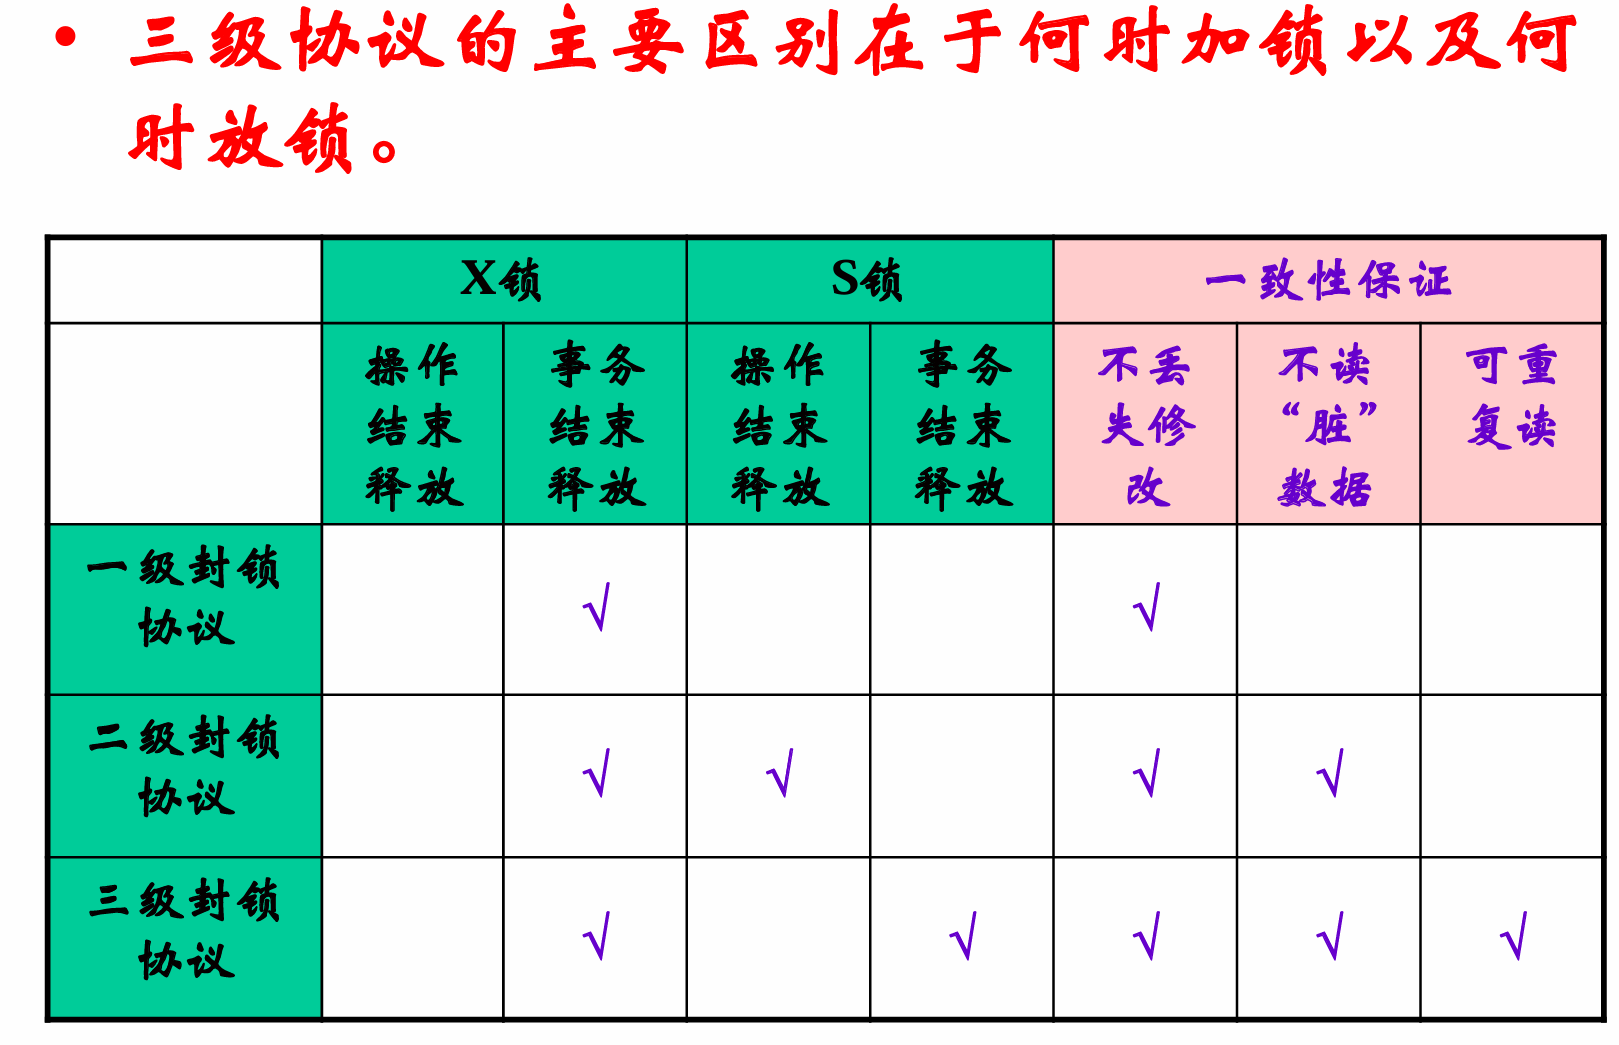 • 三级协议的主要区别在于何时加锁以及何
时放锁。
X锁 S锁 一致性保证
操作 事务 操作 事务 不丢 不读 可重
结束 结束 结束 结束 失修 “脏” 复读
释放 释放 释放 释放 改 数据
一级封锁
协议
√ √
二级封锁
协议
√ √ √ √
三级封锁
协议
√ √ √ √ √